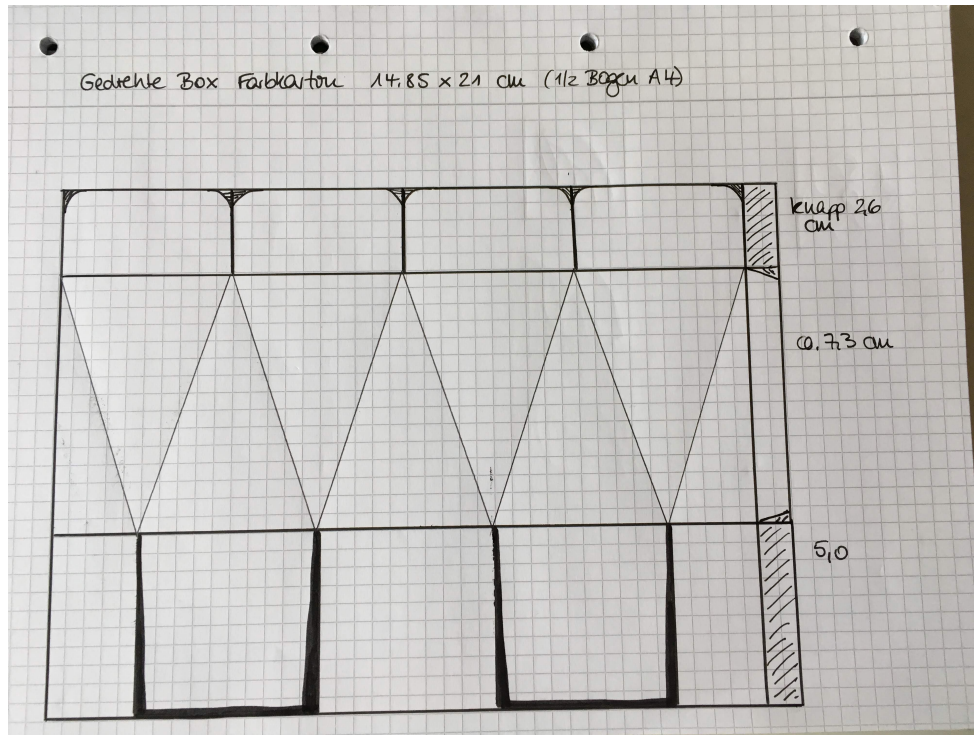 Gedrehte Box Farbkarton 14.85 x 21 cm (1/2 Bogen A4)
knapp 2,6
cm
ca. 7,3 cm
5,0